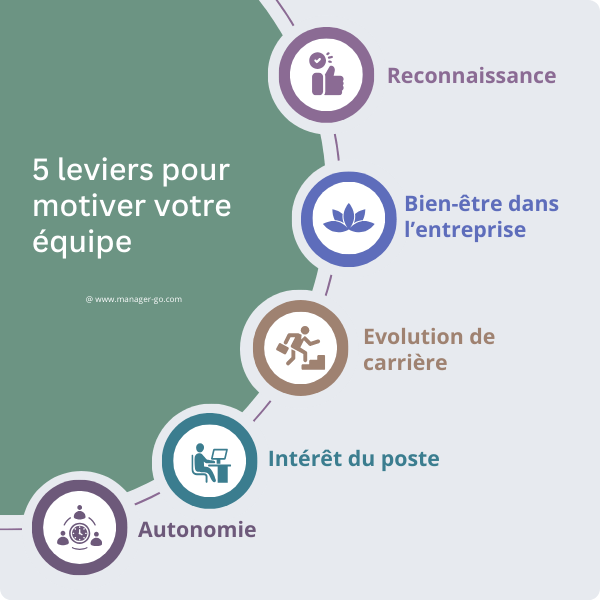 5 leviers pour
motiver votre
équipe
@ www.manager-go.com
Reconnaissance
Bien-être dans
l’entreprise
Evolution de
carrière
Intérêt du poste
Autonomie